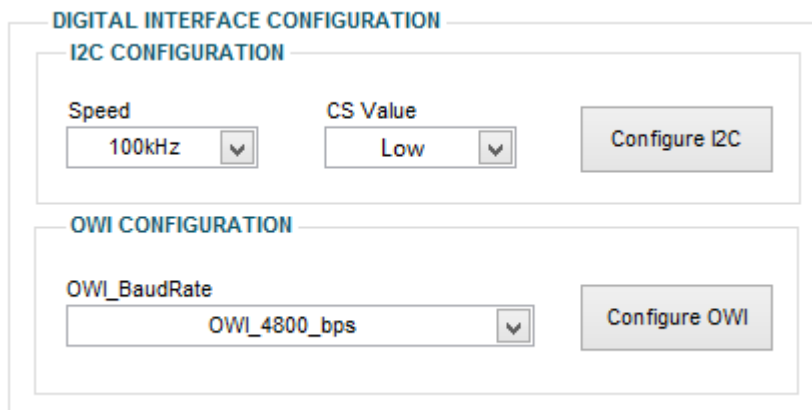 DIGITAL INTERFACE CONFIGURATION
I2C CONFIGURATION
Speed CS Value
100kHz Low Configure I2C
OWI CONFIGURATION
OWI_BaudRate
OWI_4800_bps Configure OWI